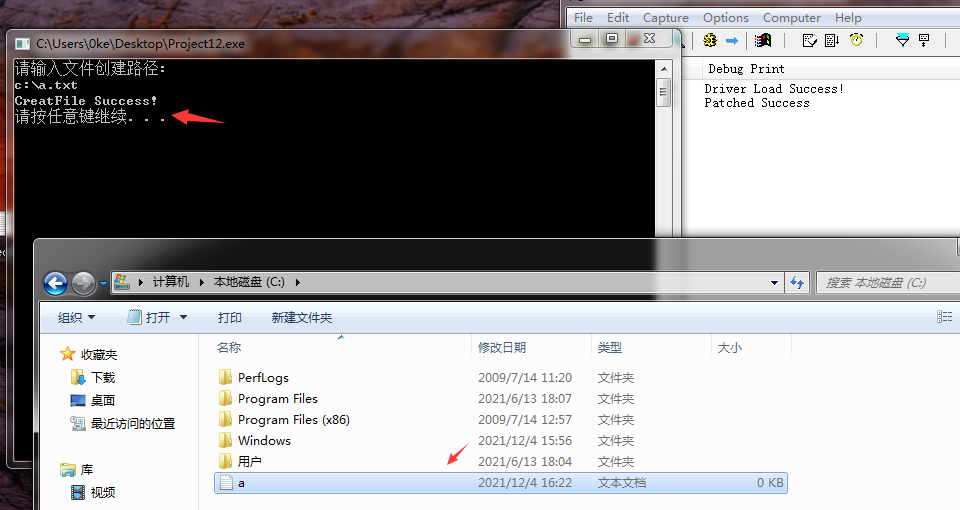 C:\Users\0ke\Desktop\Project12.exe
请输入文件创建路径:
c:\a.txt
CreatFile Success!
请按任意键继续. . .
File Edit Capture Options Computer Help
Debug Print
Driver Load Success!
Patched Success
计算机 本地磁盘 (C:)
搜索 本地磁盘 (C:)
组织 打开 打印 新建文件夹
收藏夹
下载
桌面
最近访问的位置
库
视频
名称 修改日期 类型 大小
PerfLogs 2009/7/14 11:20 文件夹
Program Files 2021/6/13 18:07 文件夹
Program Files (x86) 2009/7/14 12:57 文件夹
Windows 2021/12/4 15:56 文件夹
用户 2021/6/13 18:04 文件夹
a 2021/12/4 16:22 文本文档 0 KB